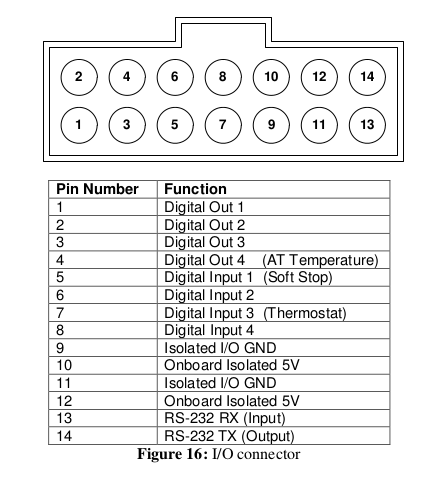 2 4 6 8 10 12 14
1 3 5 7 9 11 13
Pin Number Function
1 Digital Out 1
2 Digital Out 2
3 Digital Out 3
4 Digital Out 4 (AT Temperature)
5 Digital Input 1 (Soft Stop)
6 Digital Input 2
7 Digital Input 3 (Thermostat)
8 Digital Input 4
9 Isolated I/O GND
10 Onboard Isolated 5V
11 Isolated I/O GND
12 Onboard Isolated 5V
13 RS-232 RX (Input)
14 RS-232 TX (Output)
Figure 16: I/O connector